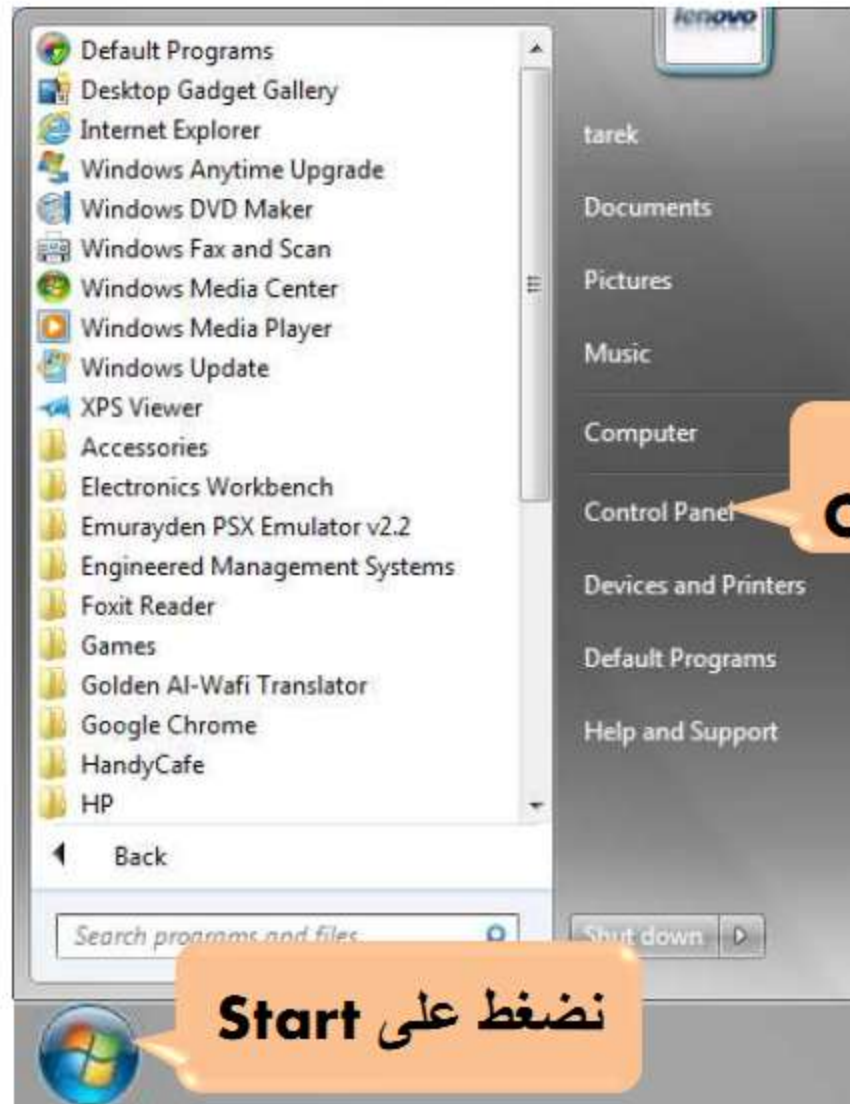 Default Programs
Desktop Gadget Gallery
Internet Explorer
Windows Anytime Upgrade
Windows DVD Maker
Windows Fax and Scan
Windows Media Center
Windows Media Player
Windows Update
XPS Viewer
Accessories
Electronics Workbench
Emurayden PSX Emulator v2.2
Engineered Management Systems
Foxit Reader
Games
Golden Al-Wafi Translator
Google Chrome
HandyCafe
HP
Back
Search programs and files
lenovo
tarek
Documents
Pictures
Music
Computer
Control Panel
Devices and Printers
Default Programs
Help and Support
Shut down
نضغط على Start